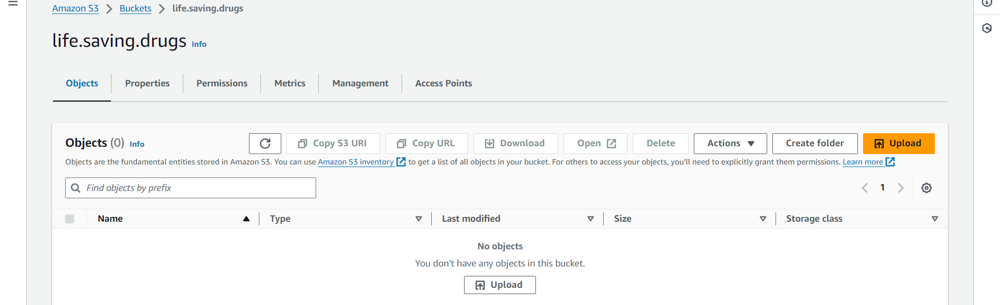 Amazon S3 > Buckets > life.saving.drugs
life.saving.drugs Info
Objects Properties Permissions Metrics Management Access Points
Objects (0) Info Copy S3 URI Copy URL Download Open Delete Actions Create folder Upload
Objects are the fundamental entities stored in Amazon S3. You can use Amazon S3 inventory to get a list of all objects in your bucket. For others to access your objects, you'll need to explicitly grant them permissions. Learn more
Find objects by prefix 1
Name Type Last modified Size Storage class
No objects
You don't have any objects in this bucket.
Upload